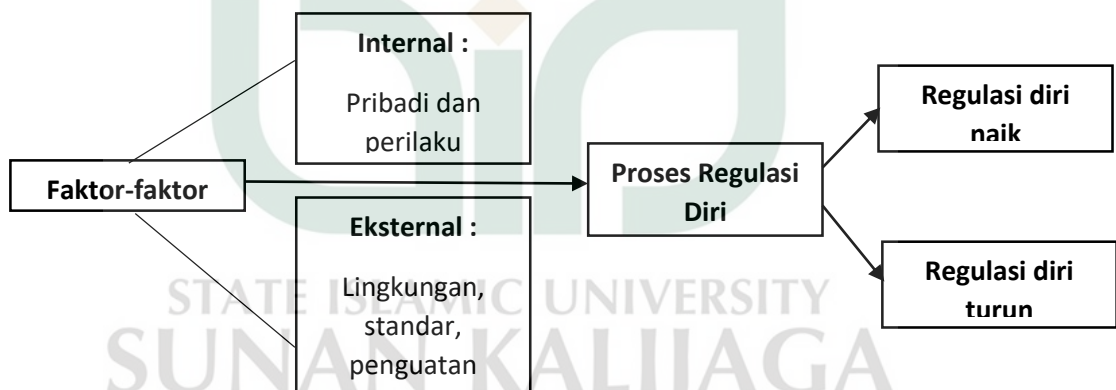 Internal :
Pribadi dan
perilaku
Faktor-faktor
Eksternal :
Lingkungan,
standar,
penguatan
Proses Regulasi
Diri
Regulasi diri
naik
Regulasi diri
turun
STATE ISLAMIC UNIVERSITY
SUNAN KALIJAGA